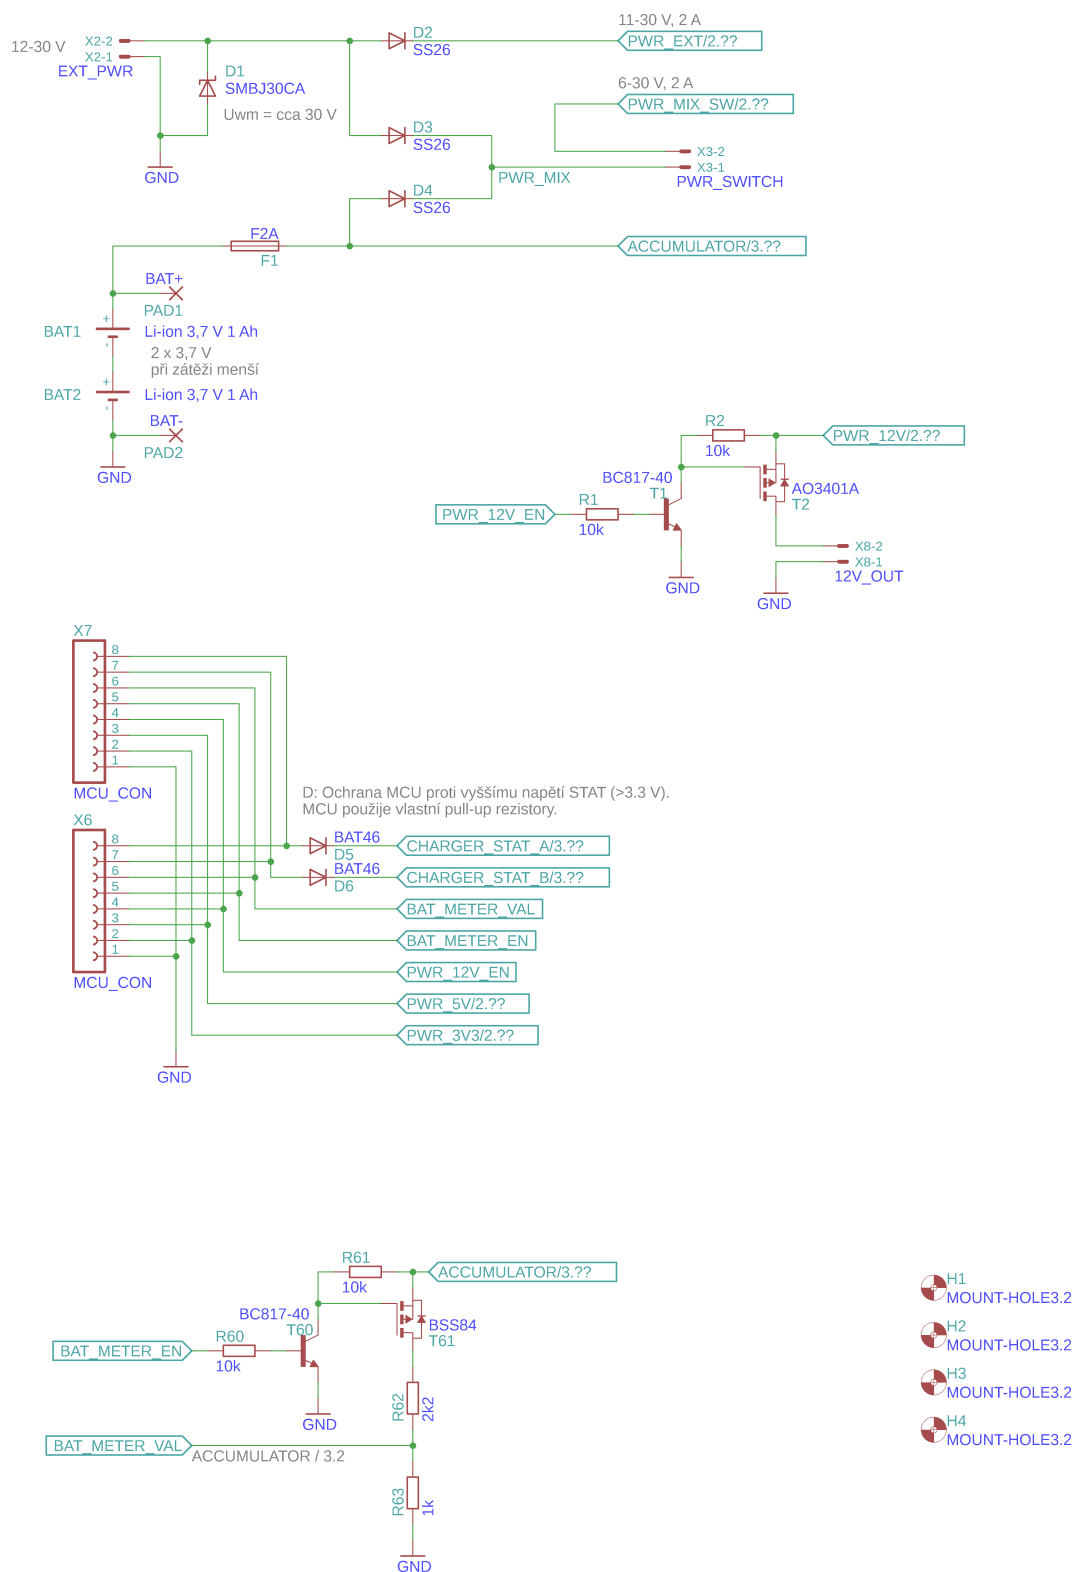 12-30 V
X2-2
X2-1
EXT_PWR
D1
SMBJ30CA
Uwm = cca 30 V
GND
D2
SS26
11-30 V, 2 A
PWR_EXT/2.??
6-30 V, 2 A
PWR_MIX_SW/2.??
D3
SS26
X3-2
X3-1
PWR_SWITCH
PWR_MIX
D4
SS26
F2A
F1
ACCUMULATOR/3.??
BAT+
PAD1
BAT1
+
-
Li-ion 3,7 V 1 Ah
2 x 3,7 V
při zátěži menší
BAT2
+
-
Li-ion 3,7 V 1 Ah
BAT-
PAD2
GND
R2
10k
PWR_12V/2.??
BC817-40
T1
AO3401A
T2
PWR_12V_EN
R1
10k
GND
X8-2
X8-1
12V_OUT
GND
X7
8
7
6
5
4
3
2
1
MCU_CON
D: Ochrana MCU proti vyššímu napětí STAT (>3.3 V).
MCU použije vlastní pull-up rezistory.
X6
8
7
6
5
4
3
2
1
MCU_CON
BAT46
D5
CHARGER_STAT_A/3.??
BAT46
D6
CHARGER_STAT_B/3.??
BAT_METER_VAL
BAT_METER_EN
PWR_12V_EN
PWR_5V/2.??
PWR_3V3/2.??
GND
R61
10k
ACCUMULATOR/3.??
BC817-40
T60
BSS84
T61
BAT_METER_EN
R60
10k
GND
R62
2k2
BAT_METER_VAL
ACCUMULATOR / 3.2
R63
1k
GND
H1
MOUNT-HOLE3.2
H2
MOUNT-HOLE3.2
H3
MOUNT-HOLE3.2
H4
MOUNT-HOLE3.2